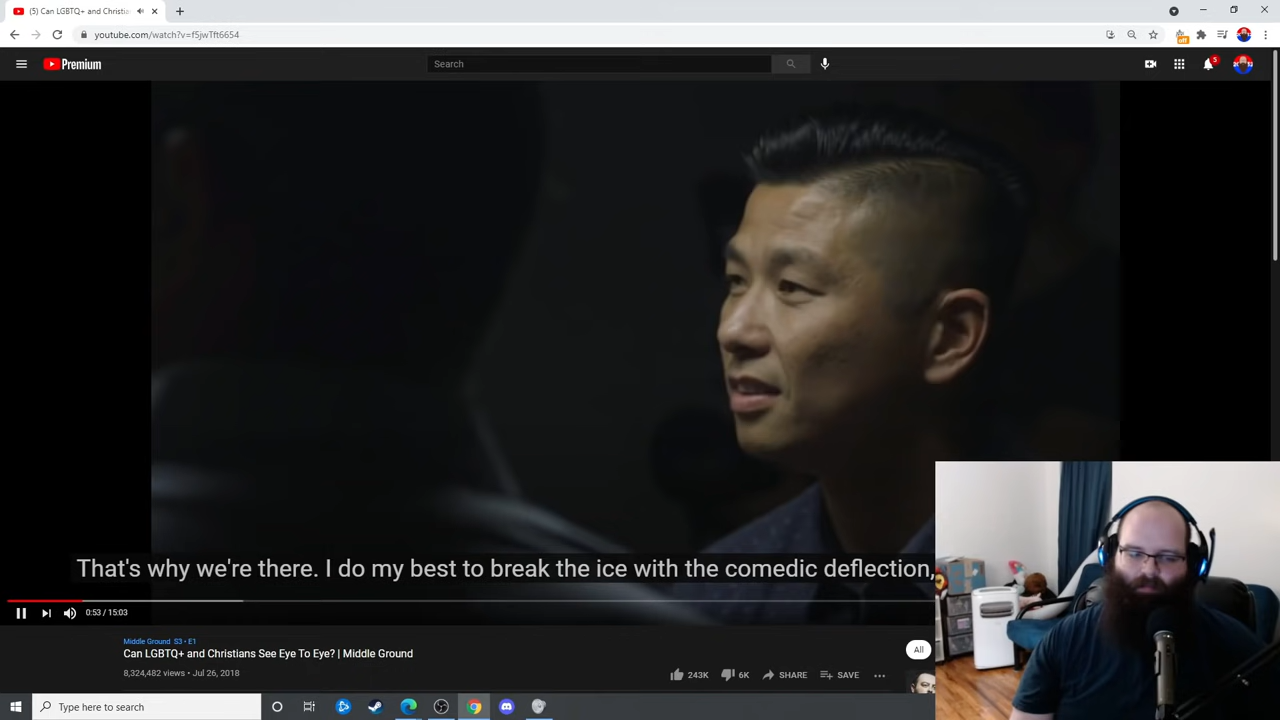 (5) Can LGBTQ+ and Christia
youtube.com/watch?v=f5jwTft6654
off
Premium
Search
5
That's why we're there. I do my best to break the ice with the comedic deflection,
0:53 / 15:03
Middle Ground S3 • E1
Can LGBTQ+ and Christians See Eye To Eye? | Middle Ground
8,324,482 views • Jul 26, 2018
All
243K
6K
SHARE
SAVE
Type here to search